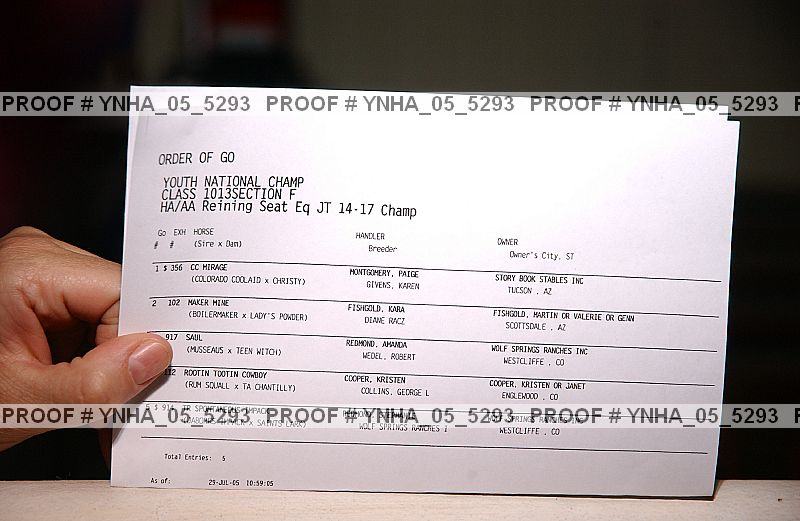 PROOF # YNHA_05_5293 PROOF # YNHA_05_5293 PROOF # YNHA_05_5293
ORDER OF GO
YOUTH NATIONAL CHAMP
CLASS 1013SECTION F
HA/AA Reining Seat Eq JT 14-17 Champ
Go EXH HORSE HANDLER OWNER
# # (Sire x Dam) Breeder Owner's City, ST
1 $ 356 CC MIRAGE MONTGOMERY, PAIGE STORY BOOK STABLES INC
(COLORADO COOLAID x CHRISTY) GIVENS, KAREN TUCSON , AZ
2 102 MAKER MINE FISHGOLD, KARA FISHGOLD, MARTIN OR VALERIE OR GENN
(BOILERMAKER x LADY'S POWDER) DIANE RACZ SCOTTSDALE , AZ
917 SAUL REDMOND, AMANDA WOLF SPRINGS RANCHES INC
(MUSSEAUS x TEEN WITCH) WEDEL, ROBERT WESTCLIFFE , CO
112 ROOTIN TOOTIN COWBOY COOPER, KRISTEN COOPER, KRISTEN OR JANET
(RUM SQUALL x TA CHANTILLY) COLLINS, GEORGE L ENGLEWOOD , CO
PROOF # YNHA_05_5293 PROOF # YNHA_05_5293 PROOF # YNHA_05_5293
SPONTANEOUS IMPACT SPRINGS RANCHES INC
WOLF SPRINGS RANCHES I WESTCLIFFE , CO
Total Entries: 5
As of: 29-JUL-05 10:59:05